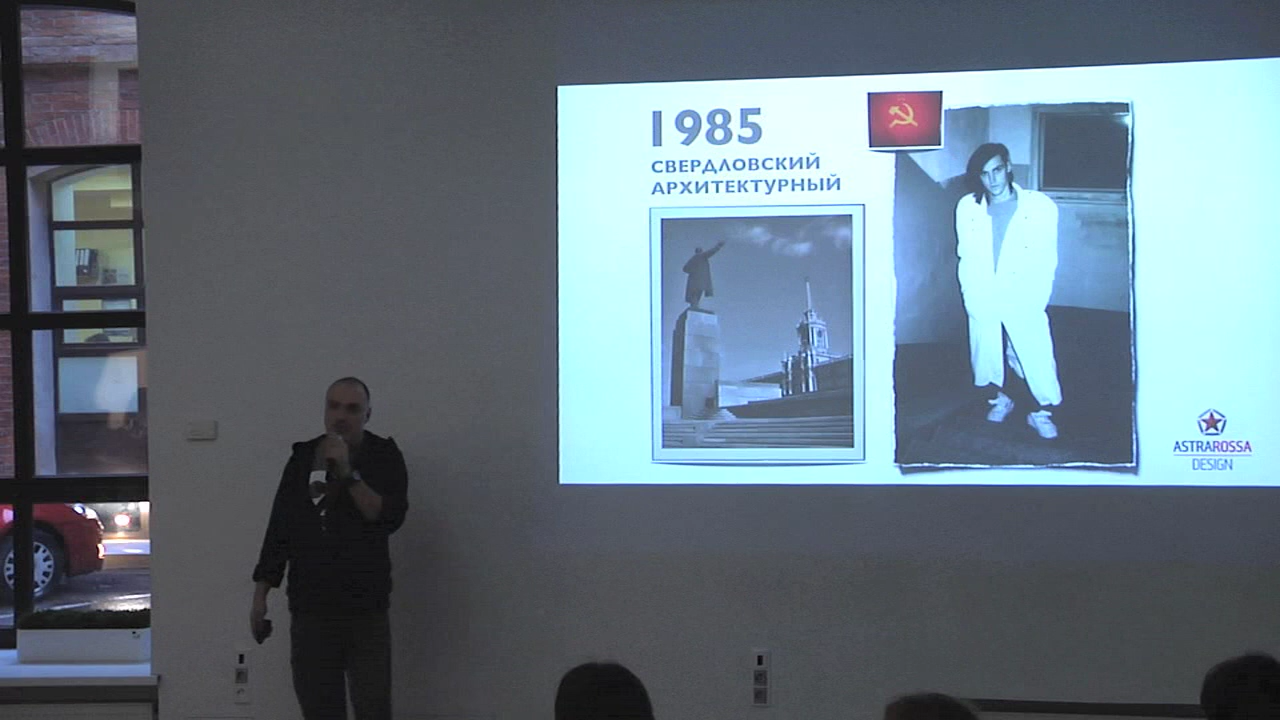 1985
СВЕРДЛОВСКИЙ
АРХИТЕКТУРНЫЙ
ASTRAROSSA
DESIGN